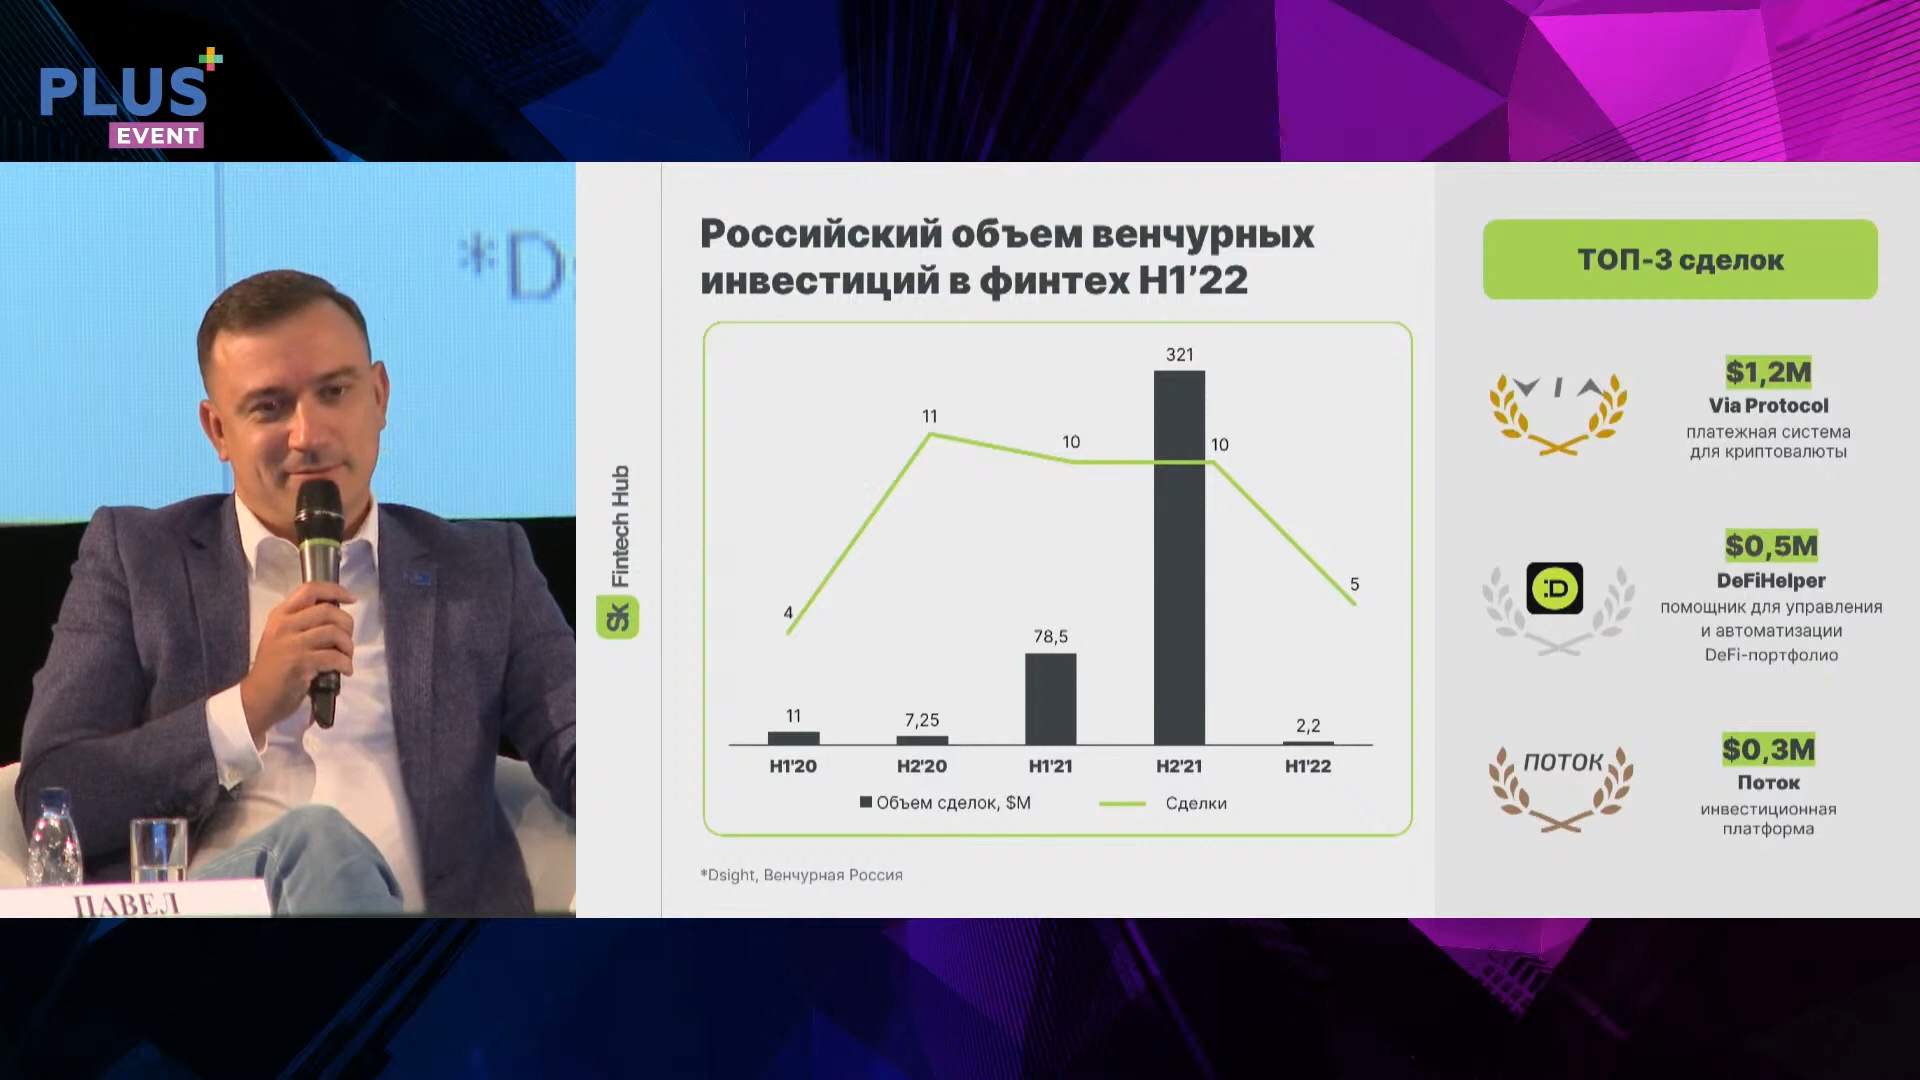 PLUS
EVENT
*D
ПАВЕЛ
Sk Fintech Hub
Российский объем венчурных
инвестиций в финтех H1’22
321
11
10
10
4
5
78,5
11
7,25
2,2
H1'20
H2'20
H1'21
H2'21
H1'22
Объем сделок, $M
Сделки
*Dsight, Венчурная Россия
ТОП-3 сделок
VIA
$1,2M
Via Protocol
платежная система
для криптовалюты
:D
$0,5M
DeFiHelper
помощник для управления
и автоматизации
DeFi-портфолио
ПОТОК
$0,3M
Поток
инвестиционная
платформа